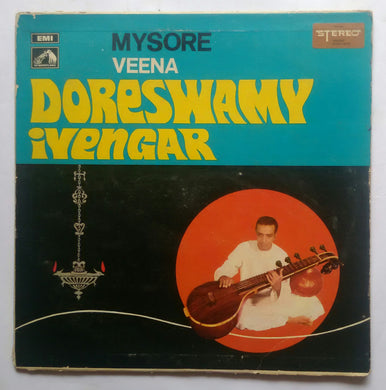 EMI
STEREO
MYSORE
VEENA
DORESWAMY
iYENGAR